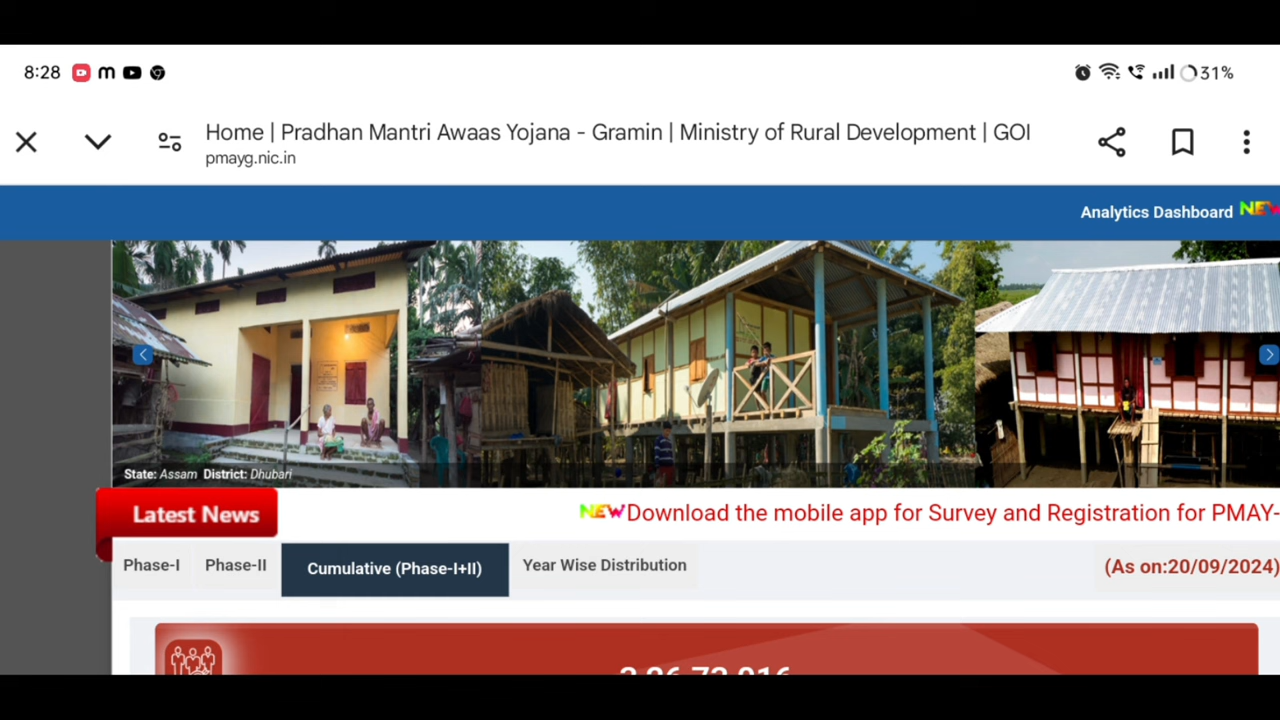 8:28
31%
Home | Pradhan Mantri Awaas Yojana - Gramin | Ministry of Rural Development | GOI
pmayg.nic.in
Analytics Dashboard NEW
State: Assam District: Dhubari
Latest News
NEW Download the mobile app for Survey and Registration for PMAY-
Phase-I Phase-II Cumulative (Phase-I+II) Year Wise Distribution (As on:20/09/2024)